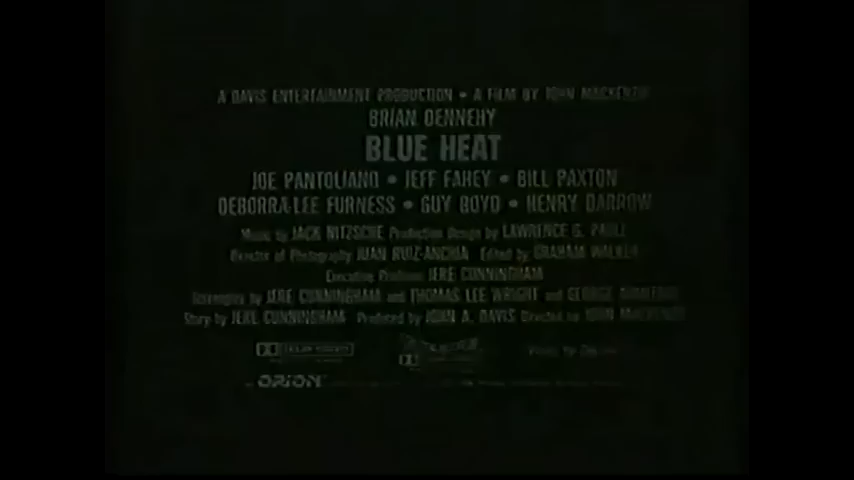 A DAVIS ENTERTAINMENT PRODUCTION • A FILM BY JOHN MACKENZIE
BRIAN DENNEHY
BLUE HEAT
JOE PANTOLIANO • JEFF FAHEY • BILL PAXTON
DEBORRA-LEE FURNESS • GUY BOYD • HENRY DARROW
Music by JACK NITZSCHE Production Design by LAWRENCE G. PAULL
Director of Photography JUAN RUIZ-ANCHIA Edited by GRAHAM WALKER
Executive Producer JERE CUNNINGHAM
Screenplay by JERE CUNNINGHAM and THOMAS LEE WRIGHT and GEORGE
Story by JERE CUNNINGHAM Produced by JOHN A. DAVIS Directed by JOHN MACKENZIE
ORION